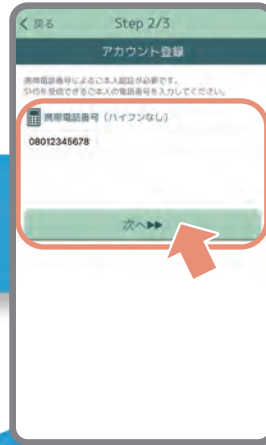 戻る Step 2/3
アカウント登録
携帯電話番号によるご本人認証が必要です。
SMSを受信できるご本人の電話番号を入力してください。
携帯電話番号（ハイフンなし）
08012345678
次へ▶▶